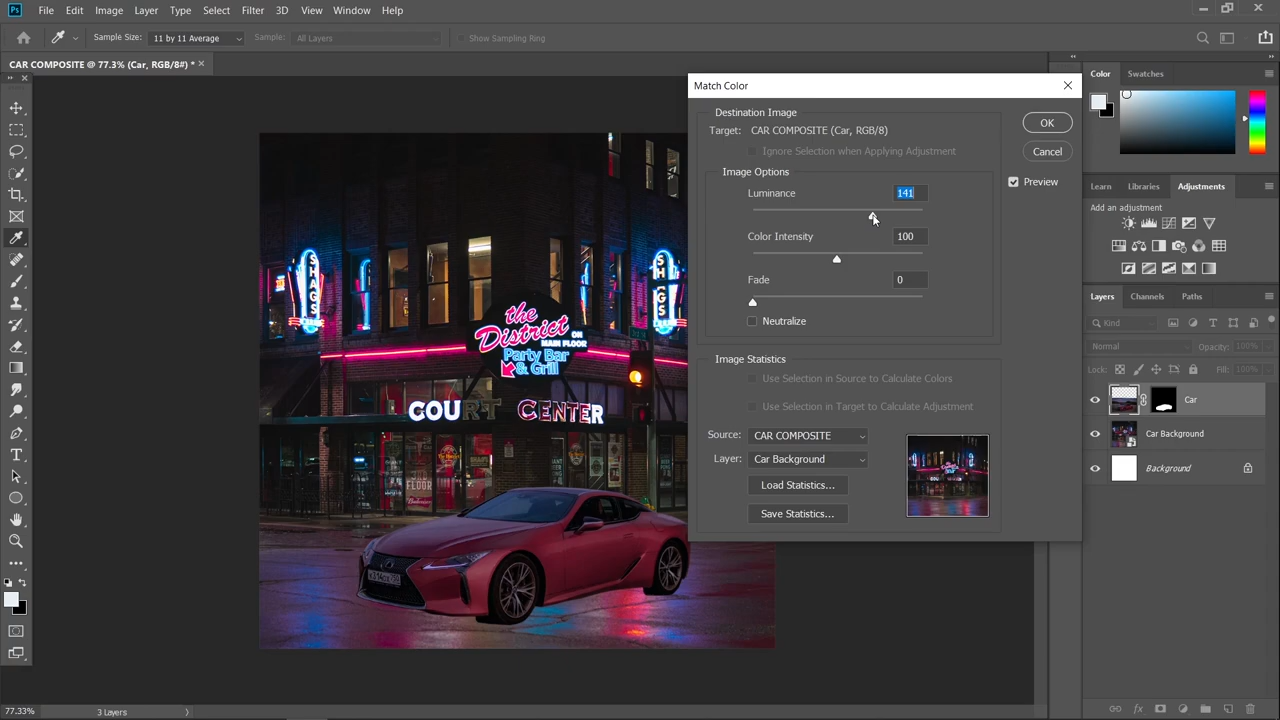 Ps File Edit Image Layer Type Select Filter 3D View Window Help
Sample Size: 11 by 11 Average Sample: All Layers Show Sampling Ring
CAR COMPOSITE @ 77.3% (Car, RGB/8#) *
Match Color
Destination Image
Target: CAR COMPOSITE (Car, RGB/8)
Ignore Selection when Applying Adjustment
OK
Cancel
Preview
Image Options
Luminance 141
Color Intensity 100
Fade 0
Neutralize
Image Statistics
Use Selection in Source to Calculate Colors
Use Selection in Target to Calculate Adjustment
Source: CAR COMPOSITE
Layer: Car Background
Load Statistics...
Save Statistics...
Color Swatches
Learn Libraries Adjustments
Add an adjustment
Layers Channels Paths
Kind
Normal Opacity: 100%
Lock: Fill: 100%
Car
Car Background
Background
SHAGS
SHAGS
the
District
ON
MAIN FLOOR
Party Bar
& Grill
COURT CENTER
77.33% 3 Layers